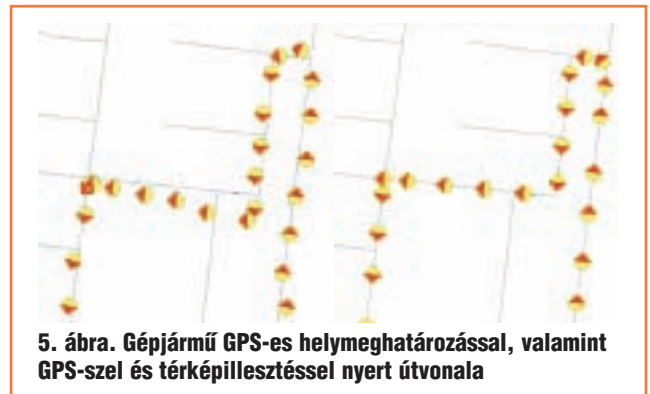 5. ábra. Gépjármű GPS-es helymeghatározással, valamint
GPS-szel és térképillesztéssel nyert útvonala